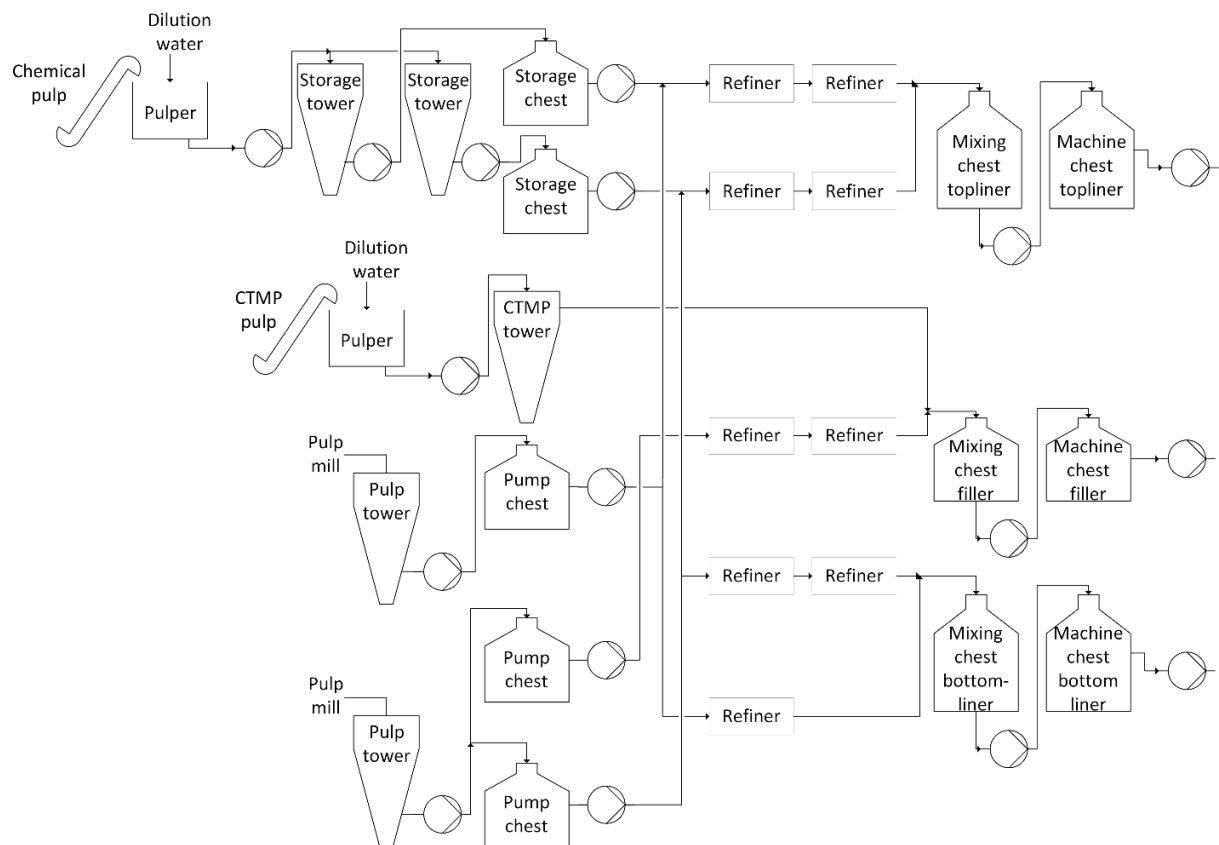 Dilution
water
Chemical
pulp
Pulper
Storage
tower
Storage
tower
Storage
chest
Storage
chest
Refiner
Refiner
Refiner
Refiner
Mixing
chest
topliner
Machine
chest
topliner
Dilution
water
CTMP
pulp
Pulper
CTMP
tower
Pulp
mill
Pulp
tower
Pump
chest
Refiner
Refiner
Mixing
chest
filler
Machine
chest
filler
Refiner
Refiner
Mixing
chest
bottom-
liner
Machine
chest
bottom
liner
Pump
chest
Refiner
Pulp
mill
Pulp
tower
Pump
chest